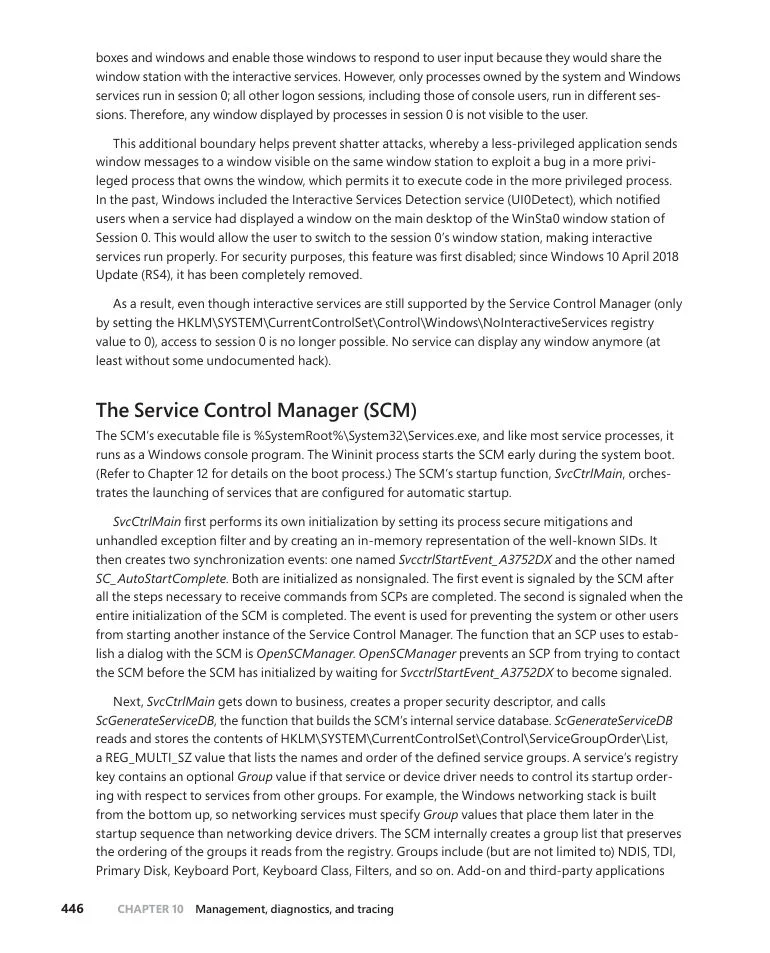 boxes and windows and enable those windows to respond to user input because they would share the
window station with the interactive services. However, only processes owned by the system and Windows
services run in session 0; all other logon sessions, including those of console users, run in different ses-
sions. Therefore, any window displayed by processes in session 0 is not visible to the user.
This additional boundary helps prevent shatter attacks, whereby a less-privileged application sends
window messages to a window visible on the same window station to exploit a bug in a more privi-
leged process that owns the window, which permits it to execute code in the more privileged process.
In the past, Windows included the Interactive Services Detection service (UI0Detect), which notified
users when a service had displayed a window on the main desktop of the WinSta0 window station of
Session 0. This would allow the user to switch to the session 0’s window station, making interactive
services run properly. For security purposes, this feature was first disabled; since Windows 10 April 2018
Update (RS4), it has been completely removed.
As a result, even though interactive services are still supported by the Service Control Manager (only
by setting the HKLM\SYSTEM\CurrentControlSet\Control\Windows\NoInteractiveServices registry
value to 0), access to session 0 is no longer possible. No service can display any window anymore (at
least without some undocumented hack).
The Service Control Manager (SCM)
The SCM’s executable file is %SystemRoot%\System32\Services.exe, and like most service processes, it
runs as a Windows console program. The Wininit process starts the SCM early during the system boot.
(Refer to Chapter 12 for details on the boot process.) The SCM’s startup function, SvcCtrlMain, orches-
trates the launching of services that are configured for automatic startup.
SvcCtrlMain first performs its own initialization by setting its process secure mitigations and
unhandled exception filter and by creating an in-memory representation of the well-known SIDs. It
then creates two synchronization events: one named SvcctrlStartEvent_A3752DX and the other named
SC_AutoStartComplete. Both are initialized as nonsignaled. The first event is signaled by the SCM after
all the steps necessary to receive commands from SCPs are completed. The second is signaled when the
entire initialization of the SCM is completed. The event is used for preventing the system or other users
from starting another instance of the Service Control Manager. The function that an SCP uses to estab-
lish a dialog with the SCM is OpenSCManager. OpenSCManager prevents an SCP from trying to contact
the SCM before the SCM has initialized by waiting for SvcctrlStartEvent_A3752DX to become signaled.
Next, SvcCtrlMain gets down to business, creates a proper security descriptor, and calls
ScGenerateServiceDB, the function that builds the SCM’s internal service database. ScGenerateServiceDB
reads and stores the contents of HKLM\SYSTEM\CurrentControlSet\Control\ServiceGroupOrder\List,
a REG_MULTI_SZ value that lists the names and order of the defined service groups. A service’s registry
key contains an optional Group value if that service or device driver needs to control its startup order-
ing with respect to services from other groups. For example, the Windows networking stack is built
from the bottom up, so networking services must specify Group values that place them later in the
startup sequence than networking device drivers. The SCM internally creates a group list that preserves
the ordering of the groups it reads from the registry. Groups include (but are not limited to) NDIS, TDI,
Primary Disk, Keyboard Port, Keyboard Class, Filters, and so on. Add-on and third-party applications
446 CHAPTER 10 Management, diagnostics, and tracing